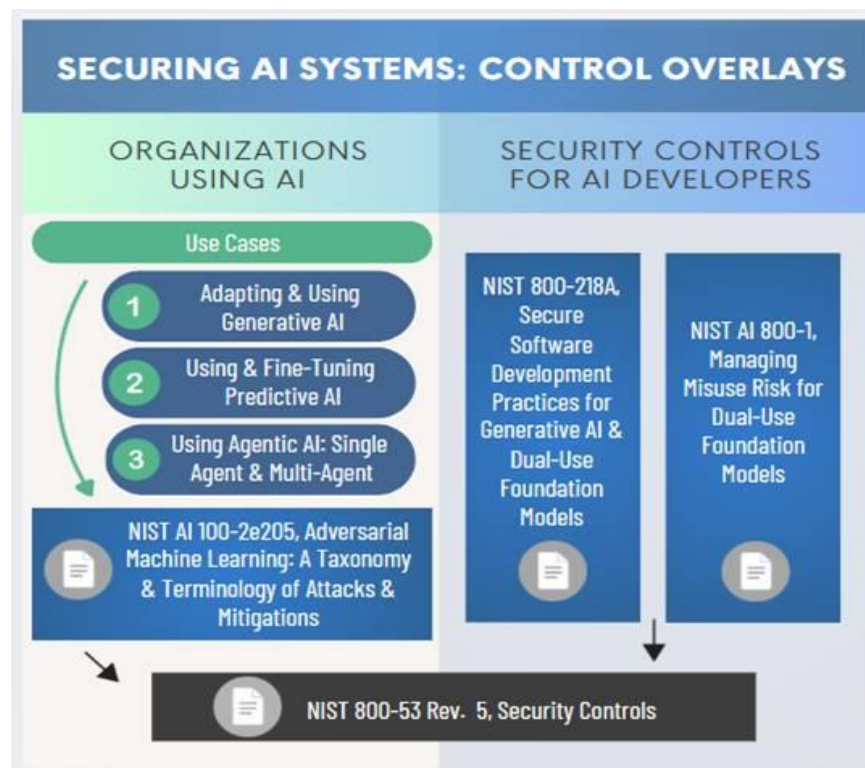 SECURING AI SYSTEMS: CONTROL OVERLAYS
ORGANIZATIONS
USING AI
Use Cases
1
Adapting & Using
Generative AI
2
Using & Fine-Tuning
Predictive AI
3
Using Agentic AI: Single
Agent & Multi-Agent
NIST AI 100-2e205, Adversarial
Machine Learning: A Taxonomy
& Terminology of Attacks &
Mitigations
SECURITY CONTROLS
FOR AI DEVELOPERS
NIST 800-218A,
Secure
Software
Development
Practices for
Generative AI &
Dual-Use
Foundation
Models
NIST AI 800-1,
Managing
Misuse Risk for
Dual-Use
Foundation
Models
NIST 800-53 Rev. 5, Security Controls